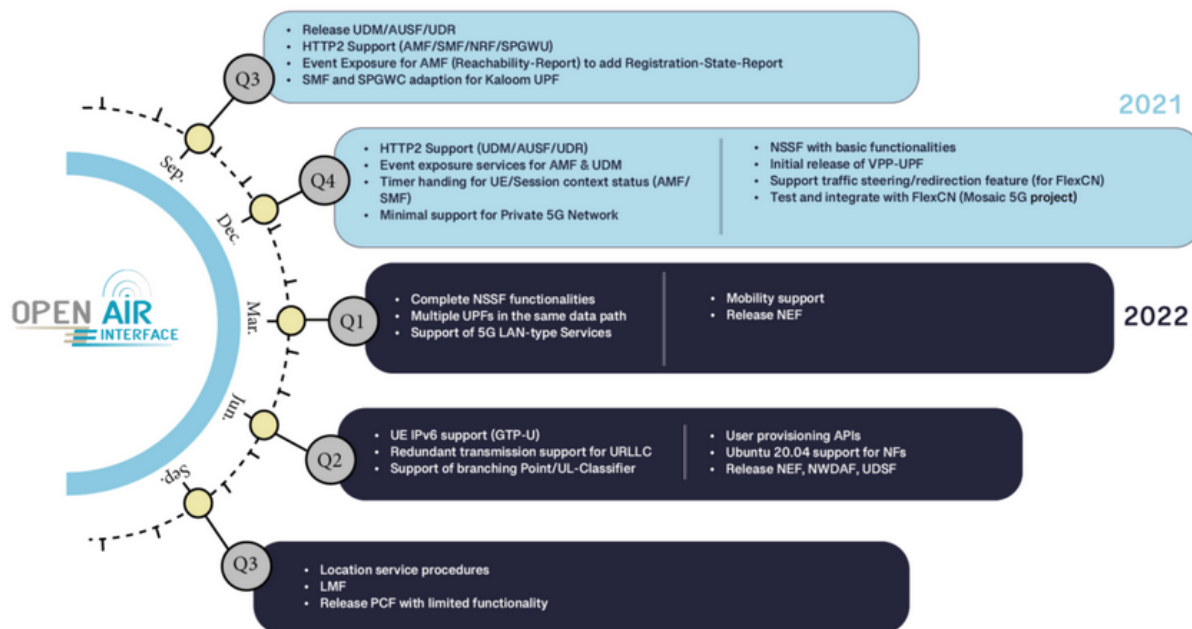 Q3
Sep.
• Release UDM/AUSF/UDR
• HTTP2 Support (AMF/SMF/NRF/SPGWU)
• Event Exposure for AMF (Reachability-Report) to add Registration-State-Report
• SMF and SPGWC adaption for Kaloom UPF
2021
Q4
Dec.
• HTTP2 Support (UDM/AUSF/UDR)
• Event exposure services for AMF & UDM
• Timer handing for UE/Session context status (AMF/
SMF)
• Minimal support for Private 5G Network
• NSSF with basic functionalities
• Initial release of VPP-UPF
• Support traffic steering/redirection feature (for FlexCN)
• Test and integrate with FlexCN (Mosaic 5G project)
OPEN AIR
INTERFACE
Mar.
Q1
• Complete NSSF functionalities
• Multiple UPFs in the same data path
• Support of 5G LAN-type Services
• Mobility support
• Release NEF
2022
Jun.
Q2
• UE IPv6 support (GTP-U)
• Redundant transmission support for URLLC
• Support of branching Point/UL-Classifier
• User provisioning APIs
• Ubuntu 20.04 support for NFs
• Release NEF, NWDAF, UDSF
Sep.
Q3
• Location service procedures
• LMF
• Release PCF with limited functionality